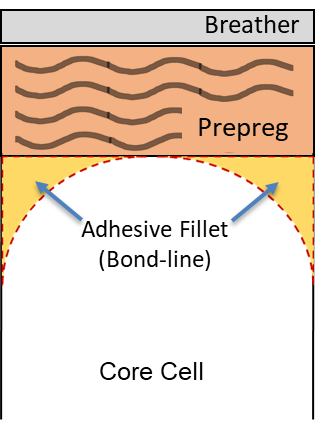 Breather
Prepreg
Adhesive Fillet
(Bond-line)
Core Cell